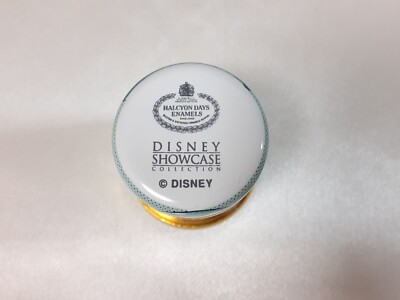 HALCYON DAYS
ENAMELS
DISNEY
SHOWCASE
COLLECTION
© DISNEY